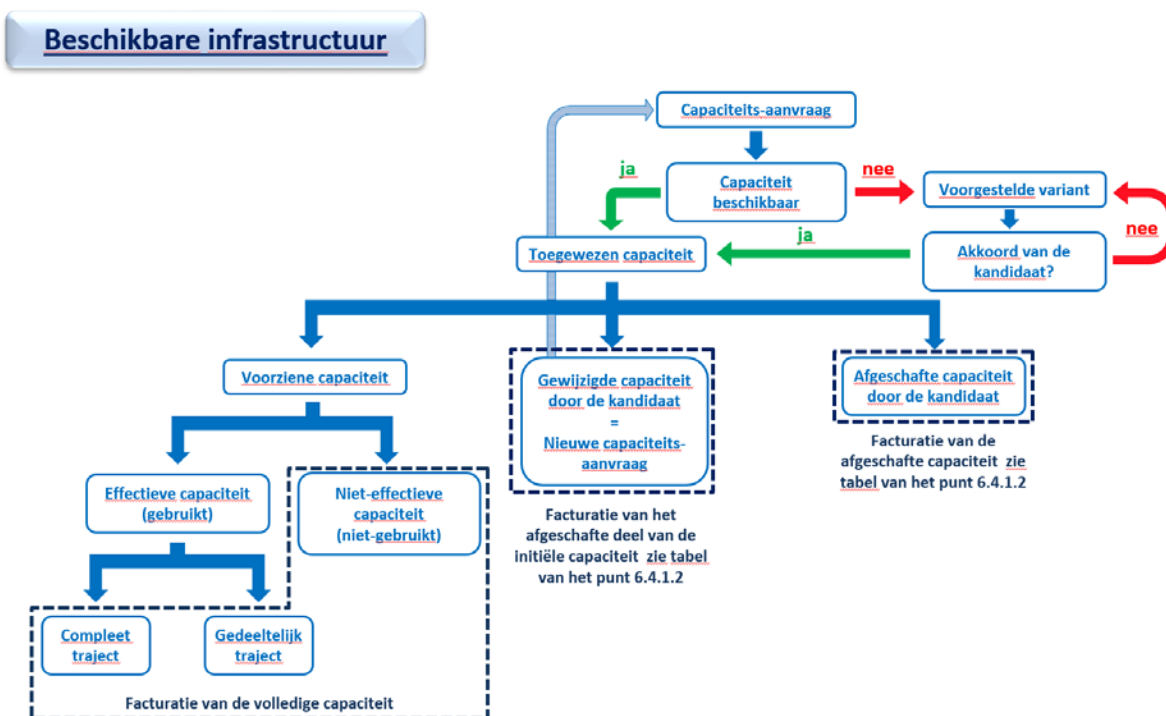 Beschikbare infrastructuur
Capaciteits-aanvraag
ja
Capaciteit
beschikbaar
nee
Voorgestelde variant
nee
ja
Toegewezen capaciteit
Akkoord van de
kandidaat?
Voorziene capaciteit
Gewijzigde capaciteit
door de kandidaat
=
Nieuwe capaciteits-
aanvraag
Afgeschafte capaciteit
door de kandidaat
Facturatie van de
afgeschafte capaciteit zie
tabel van het punt 6.4.1.2
Effectieve capaciteit
(gebruikt)
Niet-effectieve
capaciteit
(niet-gebruikt)
Facturatie van het
afgeschafte deel van de
initiële capaciteit zie tabel
van het punt 6.4.1.2
Compleet
traject
Gedeeltelijk
traject
Facturatie van de volledige capaciteit